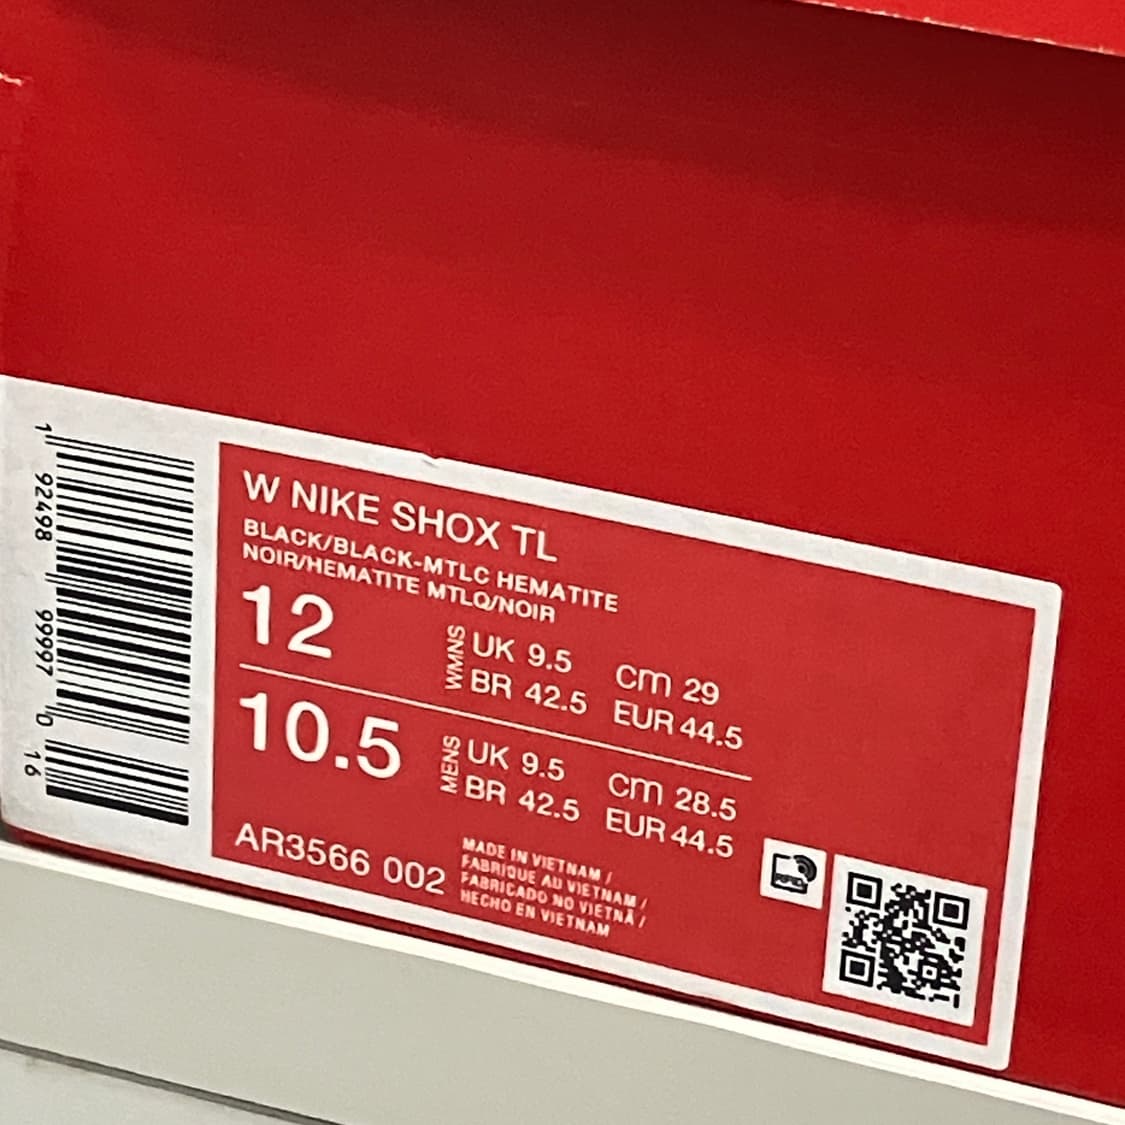 W NIKE SHOX TL
BLACK/BLACK-MTLC HEMATITE
NOIR/HEMATITE MTLQ/NOIR
12
WMNS
UK 9.5
cm 29
BR 42.5
EUR 44.5
10.5
MENS
UK 9.5
cm 28.5
BR 42.5
EUR 44.5
AR3566 002
MADE IN VIETNAM /
FABRIQUE AU VIETNAM /
FABRICADO NO VIETNÃ /
HECHO EN VIETNAM
RFID
1 92498 99997 0 16